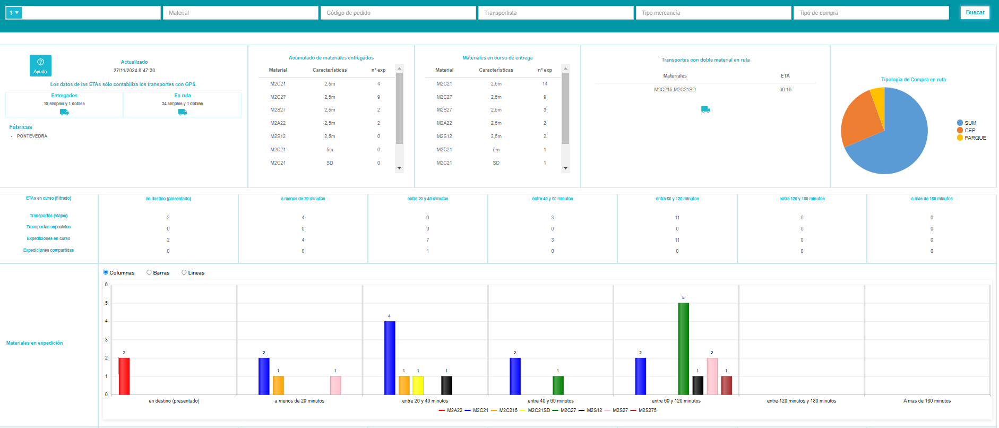 1 ▼
Material
Código de pedido
Transportista
Tipo mercancía
Tipo de compra
Buscar
Ayuda
Actualizado
27/11/2024 8:47:30
Los datos de las ETAs sólo contabiliza los transportes con GPS.
Entregados
19 simples y 1 dobles
En ruta
34 simples y 1 dobles
Fábricas
• PONTEVEDRA
Acumulado de materiales entregados
Material Características nº exp
M2C21 2,5m 4
M2C27 2,5m 9
M2S27 2,5m 2
M2A22 2,5m 2
M2S12 2,5m 0
M2C21 5m 0
M2C21 SD 0
Materiales en curso de entrega
Material Características nº exp
M2C21 2,5m 14
M2C27 2,5m 9
M2S27 2,5m 3
M2A22 2,5m 2
M2S12 2,5m 2
M2C21 5m 1
M2C21 SD 1
Transportes con doble material en ruta
Materiales ETA
M2C215,M2C21SD 09:19
Tipología de Compra en ruta
SUM
CEP
PARQUE
ETAs en curso (filtrado) en destino (presentado) a menos de 20 minutos entre 20 y 40 minutos entre 40 y 60 minutos entre 60 y 120 minutos entre 120 y 180 minutos a más de 180 minutos
Transportes (viajes) 2 4 6 3 11 0 0
Transportes especiales 0 0 0 0 0 0 0
Expediciones en curso 2 4 7 3 11 0 0
Expediciones compartidas 0 0 1 0 0 0 0
Materiales en expedición
Columnas Barras Lineas
6
5
4
3
2
1
0
2
2 1 1
4 1 1 1
2 1
2 5 1 2 1
en destino (presentado) a menos de 20 minutos entre 20 y 40 minutos entre 40 y 60 minutos entre 60 y 120 minutos entre 120 minutos y 180 minutos A mas de 180 minutos
M2A22 M2C21 M2C215 M2C21SD M2C27 M2S12 M2S27 M2S275